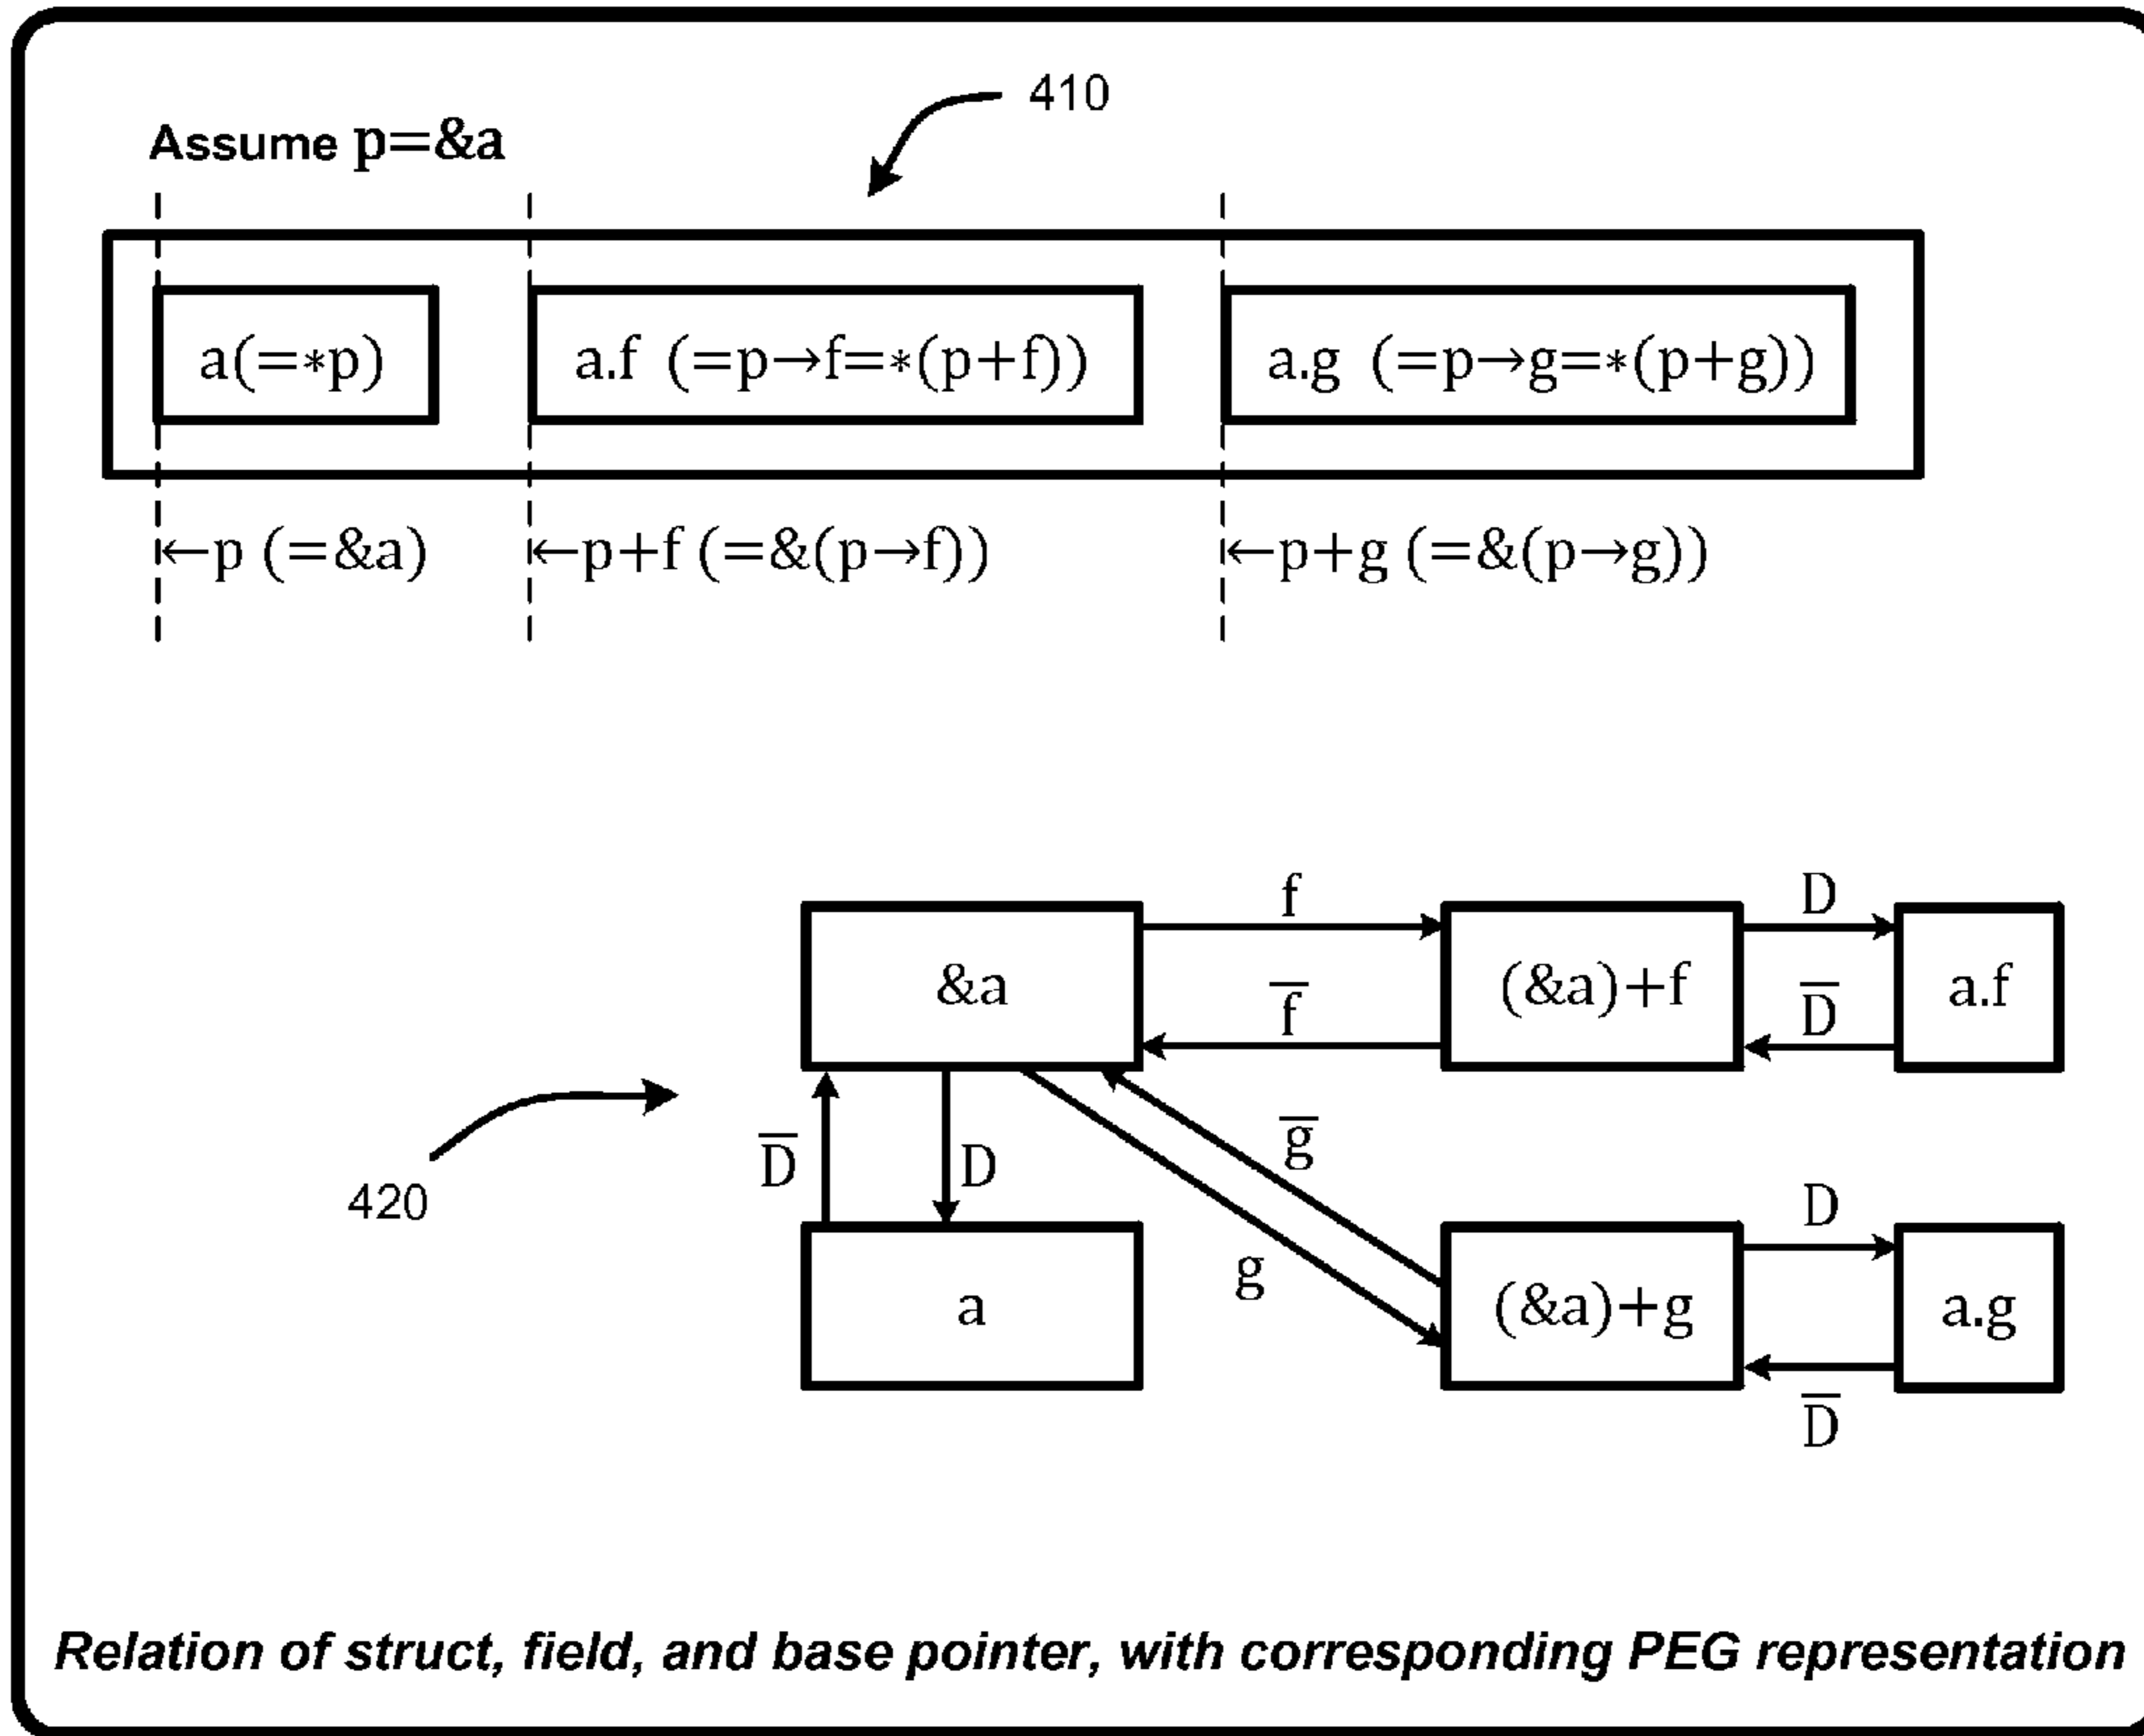 410
Assume p=&a
a(=*p) a.f (=p→f=*(p+f)) a.g (=p→g=*(p+g))
←p (=&a) ←p+f (=&(p→f)) ←p+g (=&(p→g))
f D
&a f̅ (&a)+f D̅ a.f
420 D̅ D g̅ D
a g (&a)+g a.g
D̅
Relation of struct, field, and base pointer, with corresponding PEG representation